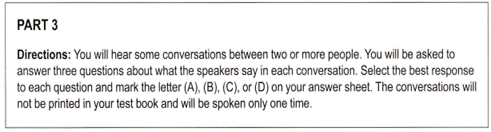 PART 3
Directions: You will hear some conversations between two or more people. You will be asked to
answer three questions about what the speakers say in each conversation. Select the best response
to each question and mark the letter (A), (B), (C), or (D) on your answer sheet. The conversations will
not be printed in your test book and will be spoken only one time.